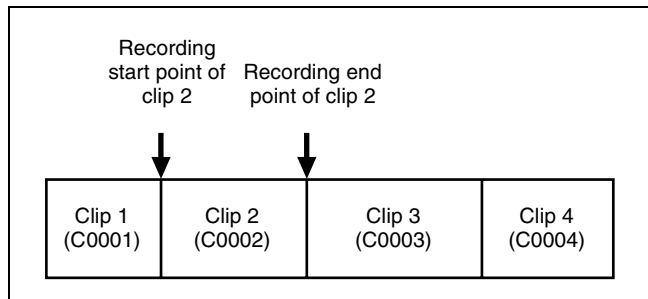 Recording
start point of
clip 2
Recording end
point of clip 2
Clip 1
(C0001)
Clip 2
(C0002)
Clip 3
(C0003)
Clip 4
(C0004)